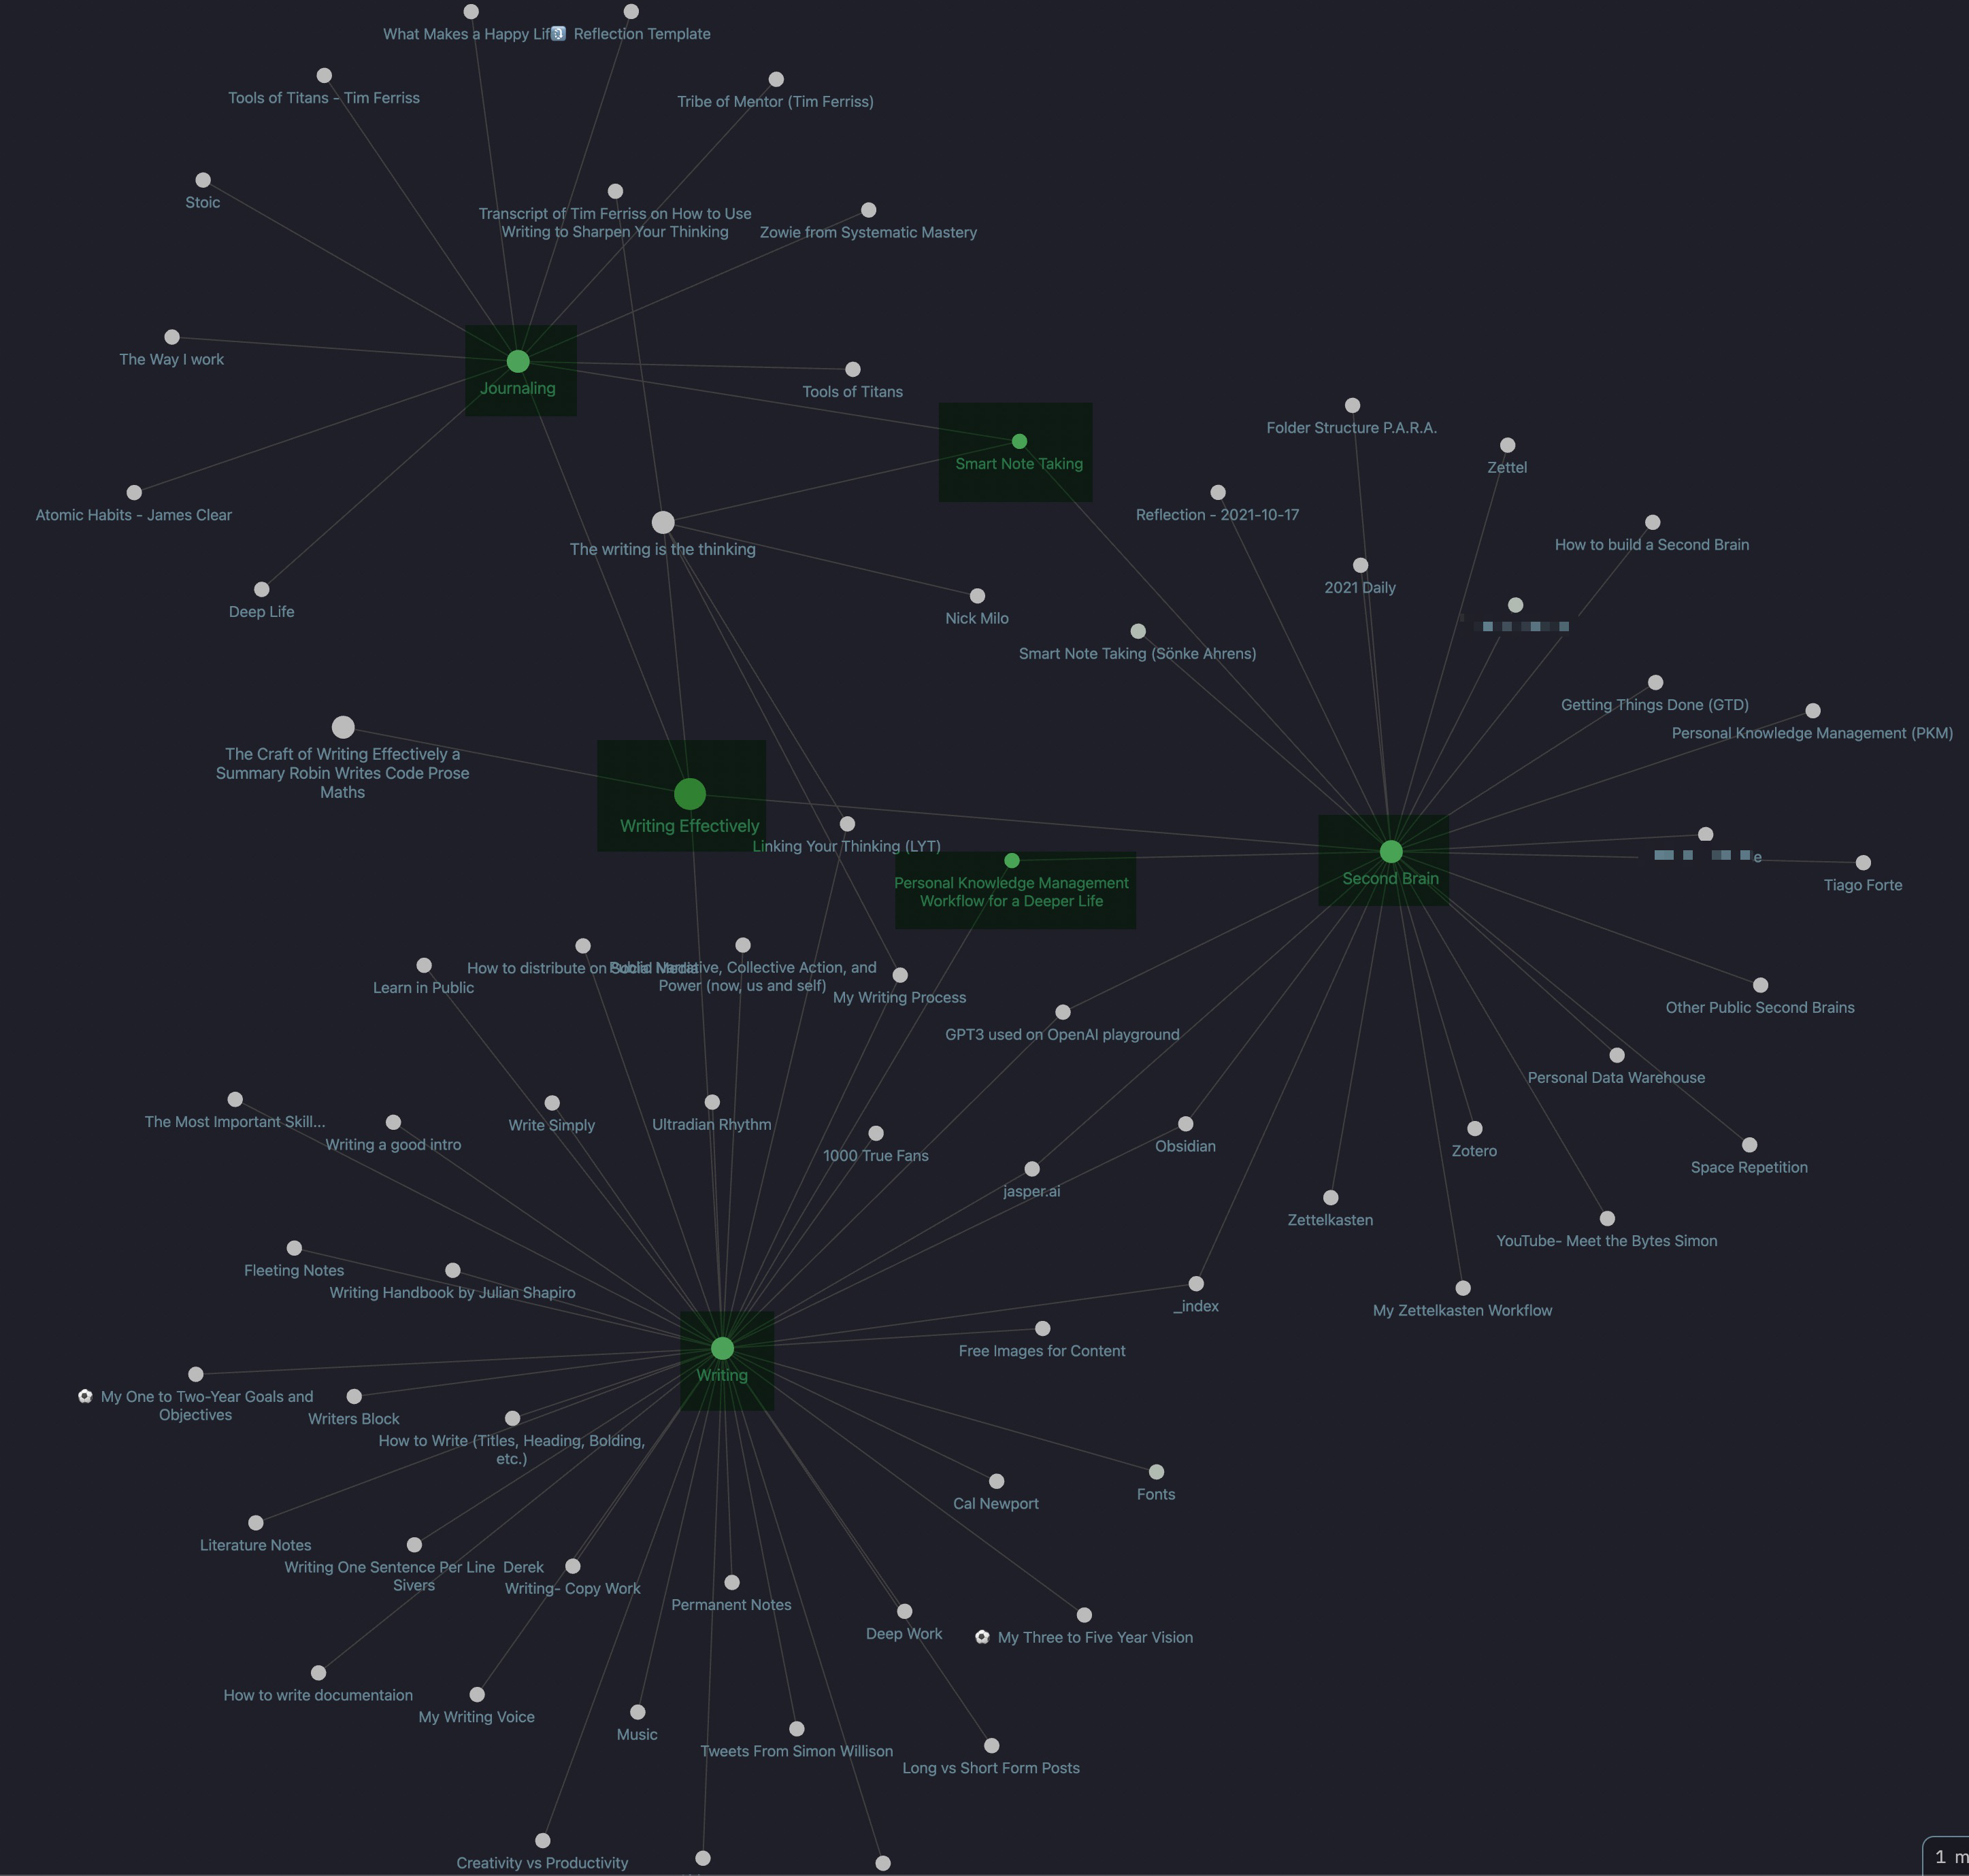 What Makes a Happy Lif
Reflection Template
Tools of Titans - Tim Ferriss
Tribe of Mentor (Tim Ferriss)
Stoic
Transcript of Tim Ferriss on How to Use
Writing to Sharpen Your Thinking
Zowie from Systematic Mastery
The Way I work
Journaling
Tools of Titans
Folder Structure P.A.R.A.
Smart Note Taking
Zettel
Atomic Habits - James Clear
Reflection - 2021-10-17
The writing is the thinking
How to build a Second Brain
2021 Daily
Deep Life
Nick Milo
Smart Note Taking (Sönke Ahrens)
Getting Things Done (GTD)
Personal Knowledge Management (PKM)
The Craft of Writing Effectively a
Summary Robin Writes Code Prose
Maths
Writing Effectively
Linking Your Thinking (LYT)
e
Personal Knowledge Management
Workflow for a Deeper Life
Second Brain
Tiago Forte
How to distribute on Social Media
Public Narrative, Collective Action, and
Power (now, us and self)
Learn in Public
My Writing Process
Other Public Second Brains
GPT3 used on OpenAI playground
Personal Data Warehouse
The Most Important Skill...
Write Simply
Ultradian Rhythm
Writing a good intro
Obsidian
Zotero
1000 True Fans
Space Repetition
jasper.ai
Zettelkasten
YouTube- Meet the Bytes Simon
Fleeting Notes
Writing Handbook by Julian Shapiro
_index
My Zettelkasten Workflow
Free Images for Content
Writing
My One to Two-Year Goals and
Objectives
Writers Block
How to Write (Titles, Heading, Bolding,
etc.)
Fonts
Cal Newport
Literature Notes
Writing One Sentence Per Line Derek
Sivers
Writing- Copy Work
Permanent Notes
Deep Work
My Three to Five Year Vision
How to write documentaion
My Writing Voice
Music
Tweets From Simon Willison
Long vs Short Form Posts
Creativity vs Productivity
1 m